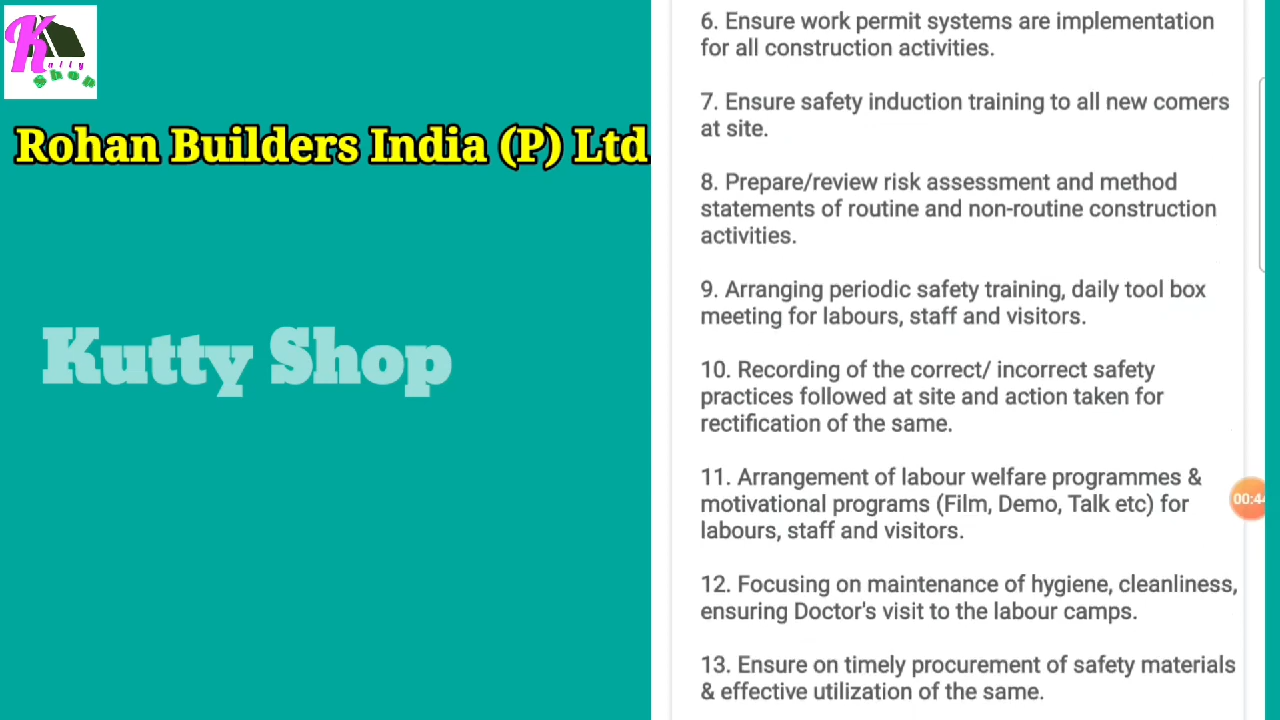 Kutty
Shop
Rohan Builders India (P) Ltd
Kutty Shop
6. Ensure work permit systems are implementation
for all construction activities.
7. Ensure safety induction training to all new comers
at site.
8. Prepare/review risk assessment and method
statements of routine and non-routine construction
activities.
9. Arranging periodic safety training, daily tool box
meeting for labours, staff and visitors.
10. Recording of the correct/ incorrect safety
practices followed at site and action taken for
rectification of the same.
11. Arrangement of labour welfare programmes &
motivational programs (Film, Demo, Talk etc) for
labours, staff and visitors.
12. Focusing on maintenance of hygiene, cleanliness,
ensuring Doctor's visit to the labour camps.
13. Ensure on timely procurement of safety materials
& effective utilization of the same.
00:44